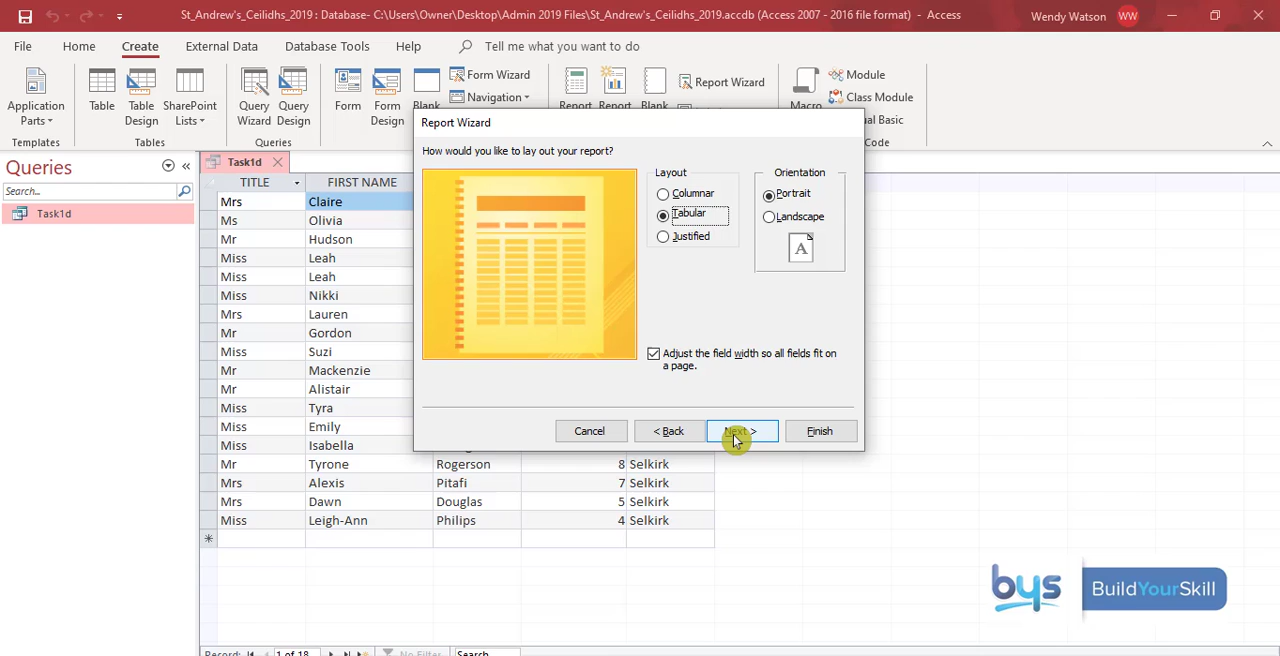 St_Andrew's_Ceilidhs_2019 : Database- C:\Users\Owner\Desktop\Admin 2019 Files\St_Andrew's_Ceilidhs_2019.accdb (Access 2007 - 2016 file format) - Access
Wendy Watson WW
File Home Create External Data Database Tools Help Tell me what you want to do
Application Parts
Table
Table Design
SharePoint Lists
Query Wizard
Query Design
Form
Form Design
Blank
Form Wizard
Navigation
Report
Report
Blank
Report Wizard
Macro
Module
Class Module
ual Basic
Templates Tables Queries Code
Queries
Search...
Task1d
Task1d
TITLE FIRST NAME
Mrs Claire
Ms Olivia
Mr Hudson
Miss Leah
Miss Leah
Miss Nikki
Mrs Lauren
Mr Gordon
Miss Suzi
Mr Mackenzie
Mr Alistair
Miss Tyra
Miss Emily
Miss Isabella
Mr Tyrone Rogerson 8 Selkirk
Mrs Alexis Pitafi 7 Selkirk
Mrs Dawn Douglas 5 Selkirk
Miss Leigh-Ann Philips 4 Selkirk
Report Wizard
How would you like to lay out your report?
Layout
Columnar
Tabular
Justified
Orientation
Portrait
Landscape
A
Adjust the field width so all fields fit on
a page.
Cancel < Back Next > Finish
bys BuildYourSkill
Record: 1 of 18 No Filter Search